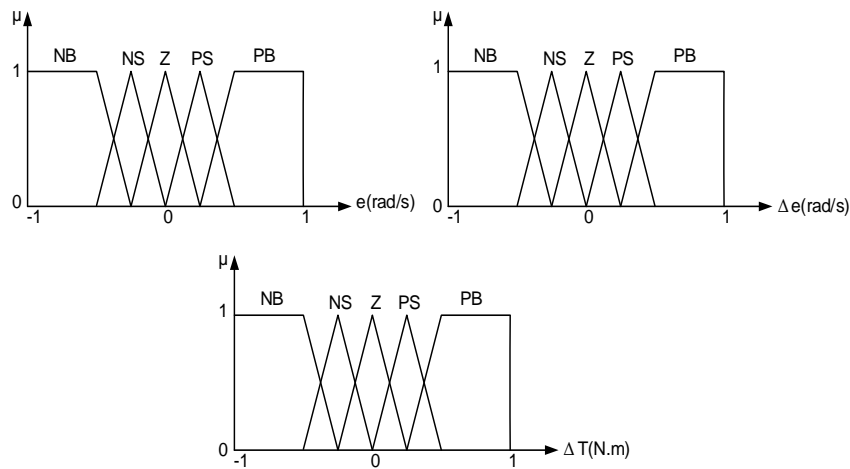 μ
NB NS Z PS PB
1
0
-1 0 1 e(rad/s)
μ
NB NS Z PS PB
1
0
-1 0 1 Δ e(rad/s)
μ
NB NS Z PS PB
1
0
-1 0 1 Δ T(N.m)